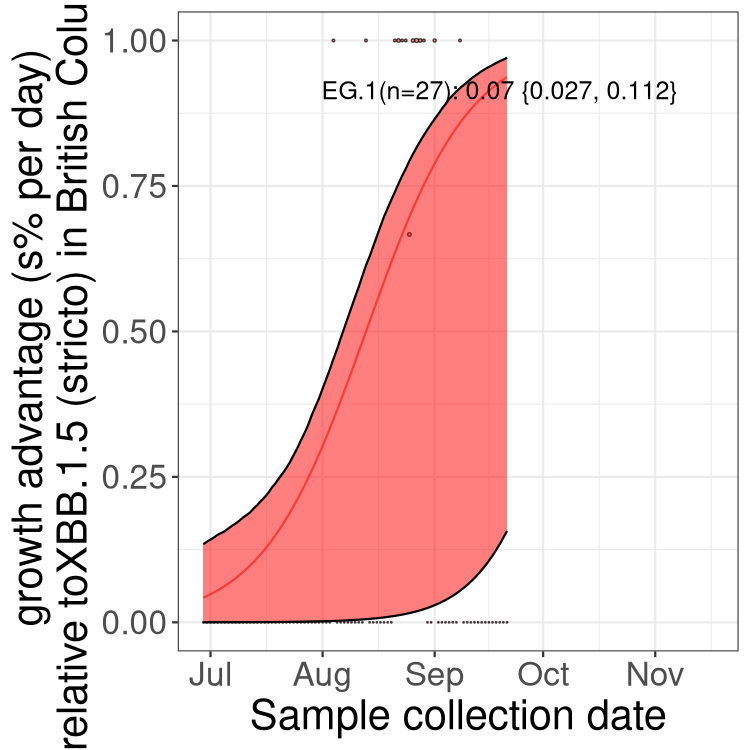 growth advantage (s% per day)
relative toXBB.1.5 (stricto) in British Colu
1.00
0.75
0.50
0.25
0.00
EG.1(n=27): 0.07 {0.027, 0.112}
Jul Aug Sep Oct Nov
Sample collection date